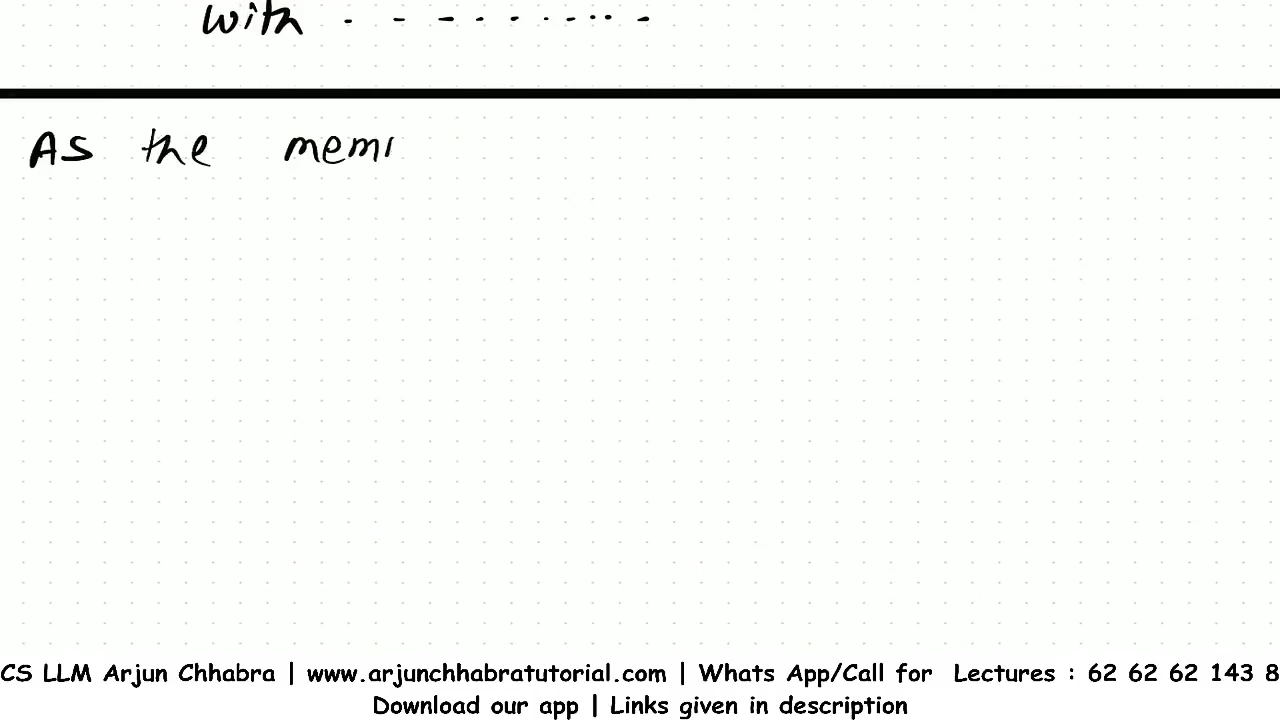 with - - - - - - - - - -
As the mem
CS LLM Arjun Chhabra | www.arjunchhabratutorial.com | Whats App/Call for Lectures : 62 62 62 143 8
Download our app | Links given in description